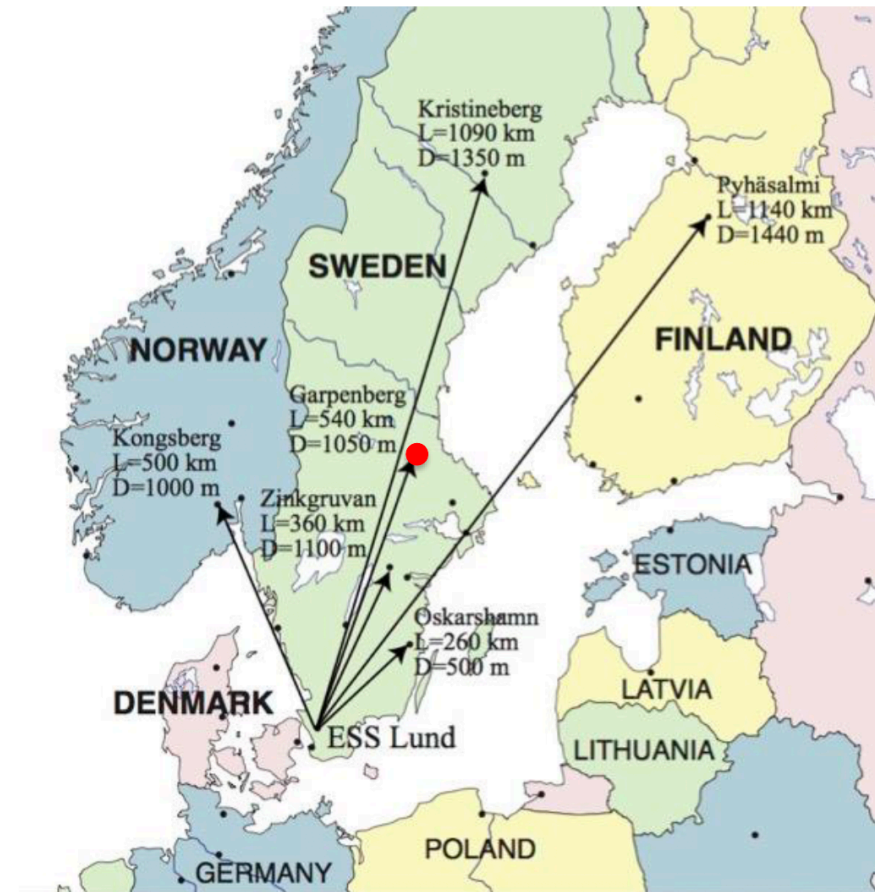 Kristineberg
L=1090 km
D=1350 m
Pyhäsalmi
L=1140 km
D=1440 m
SWEDEN
NORWAY
FINLAND
Garpenberg
L=540 km
D=1050 m
Kongsberg
L=500 km
D=1000 m
Zinkgruvan
L=360 km
D=1100 m
ESTONIA
Oskarshamn
L=260 km
D=500 m
LATVIA
DENMARK
ESS Lund
LITHUANIA
POLAND
GERMANY